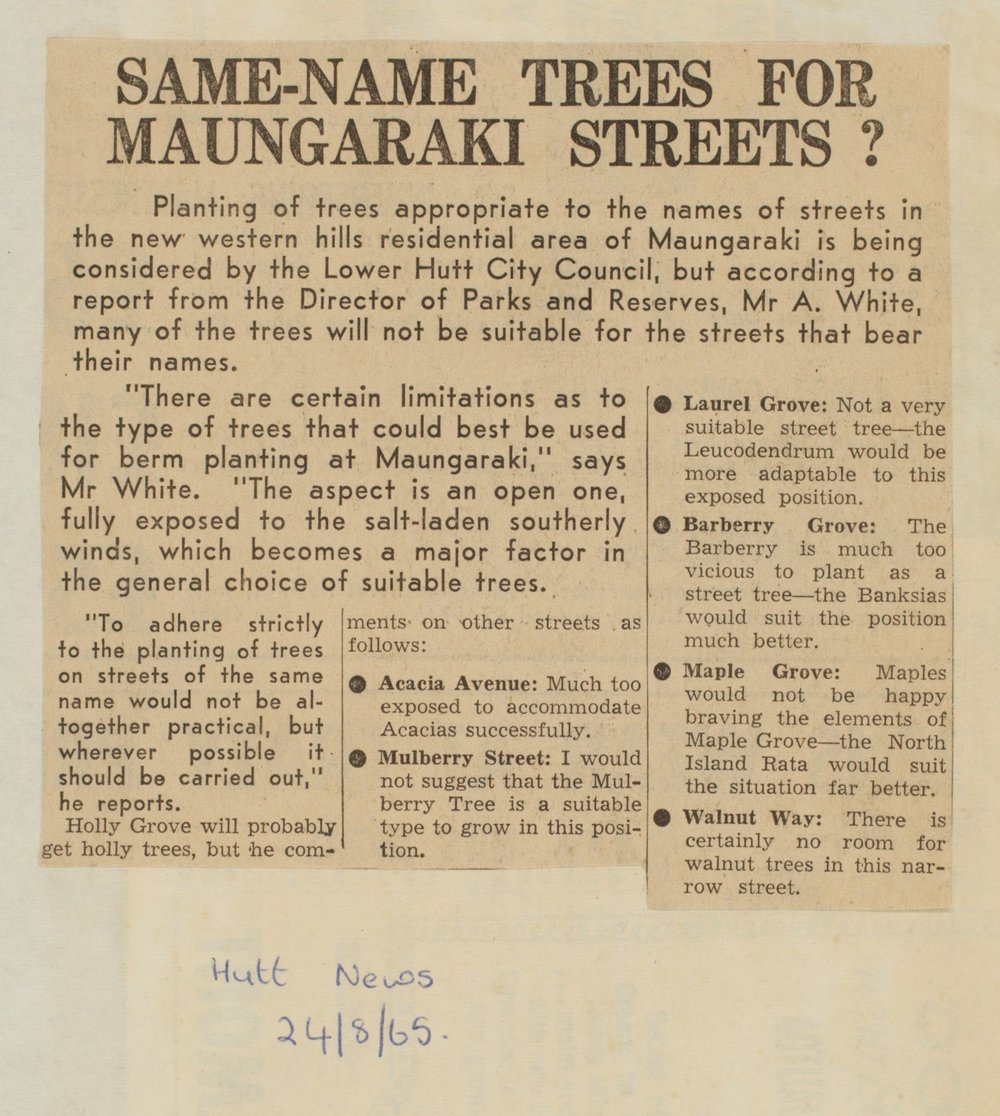 SAME-NAME TREES FOR
MAUNGARAKI STREETS ?
Planting of trees appropriate to the names of streets in
the new western hills residential area of Maungaraki is being
considered by the Lower Hutt City Council, but according to a
report from the Director of Parks and Reserves, Mr A. White,
many of the trees will not be suitable for the streets that bear
their names.
"There are certain limitations as to
the type of trees that could best be used
for berm planting at Maungaraki," says
Mr White. "The aspect is an open one,
fully exposed to the salt-laden southerly
winds, which becomes a major factor in
the general choice of suitable trees.
"To adhere strictly
to the planting of trees
on streets of the same
name would not be al-
together practical, but
wherever possible it
should be carried out,"
he reports.
Holly Grove will probably
get holly trees, but he com-
ments on other streets as
follows:
● Acacia Avenue: Much too
exposed to accommodate
Acacias successfully.
● Mulberry Street: I would
not suggest that the Mul-
berry Tree is a suitable
type to grow in this posi-
tion.
● Laurel Grove: Not a very
suitable street tree—the
Leucodendrum would be
more adaptable to this
exposed position.
● Barberry Grove: The
Barberry is much too
vicious to plant as a
street tree—the Banksias
would suit the position
much better.
● Maple Grove: Maples
would not be happy
braving the elements of
Maple Grove—the North
Island Rata would suit
the situation far better.
● Walnut Way: There is
certainly no room for
walnut trees in this nar-
row street.
Hutt News
24/8/65.